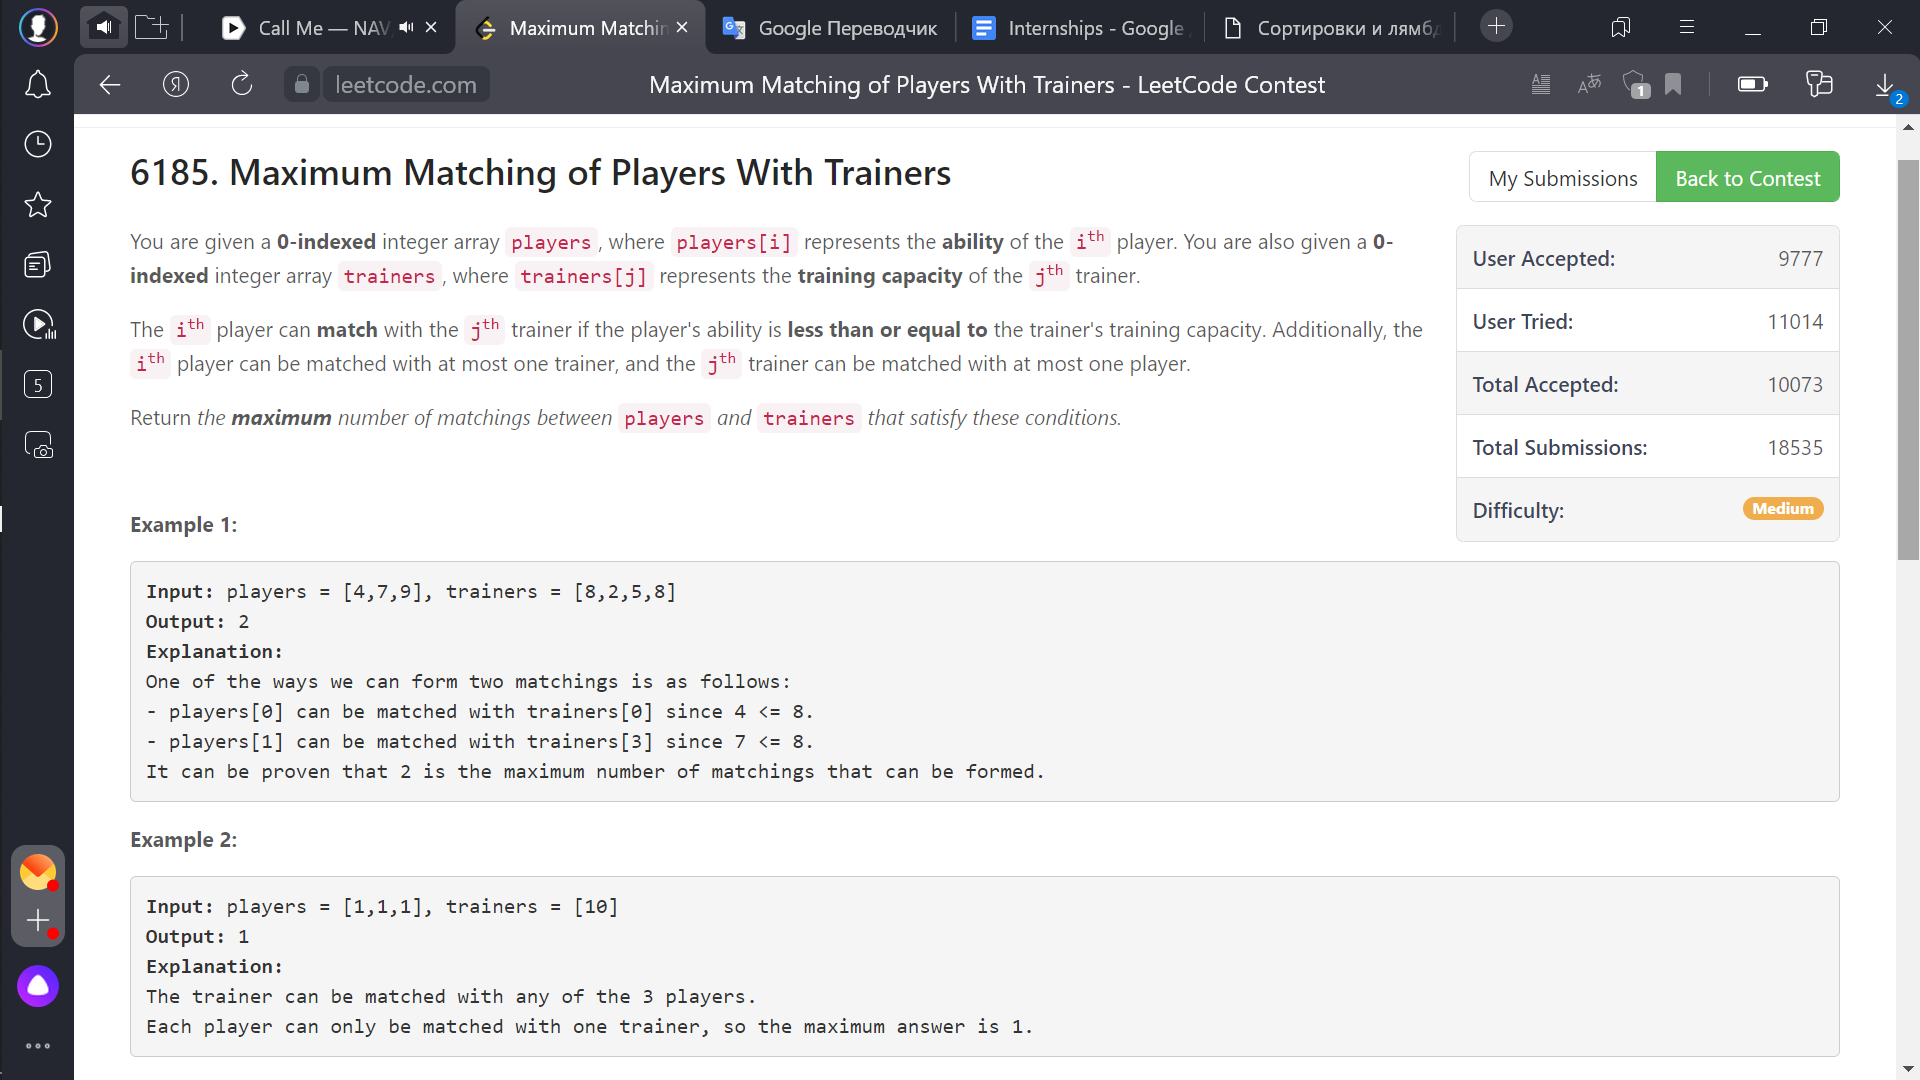 Call Me — NAV
Maximum Matchin
Google Переводчик
Internships - Google
Сортировки и лямбд
leetcode.com
Maximum Matching of Players With Trainers - LeetCode Contest
1
2
5
6185. Maximum Matching of Players With Trainers
My Submissions
Back to Contest
You are given a 0-indexed integer array players, where players[i] represents the ability of the ith player. You are also given a 0-
indexed integer array trainers, where trainers[j] represents the training capacity of the jth trainer.
The ith player can match with the jth trainer if the player's ability is less than or equal to the trainer's training capacity. Additionally, the
ith player can be matched with at most one trainer, and the jth trainer can be matched with at most one player.
Return the maximum number of matchings between players and trainers that satisfy these conditions.
User Accepted: 9777
User Tried: 11014
Total Accepted: 10073
Total Submissions: 18535
Difficulty: Medium
Example 1:
Input: players = [4,7,9], trainers = [8,2,5,8]
Output: 2
Explanation:
One of the ways we can form two matchings is as follows:
- players[0] can be matched with trainers[0] since 4 <= 8.
- players[1] can be matched with trainers[3] since 7 <= 8.
It can be proven that 2 is the maximum number of matchings that can be formed.
Example 2:
Input: players = [1,1,1], trainers = [10]
Output: 1
Explanation:
The trainer can be matched with any of the 3 players.
Each player can only be matched with one trainer, so the maximum answer is 1.